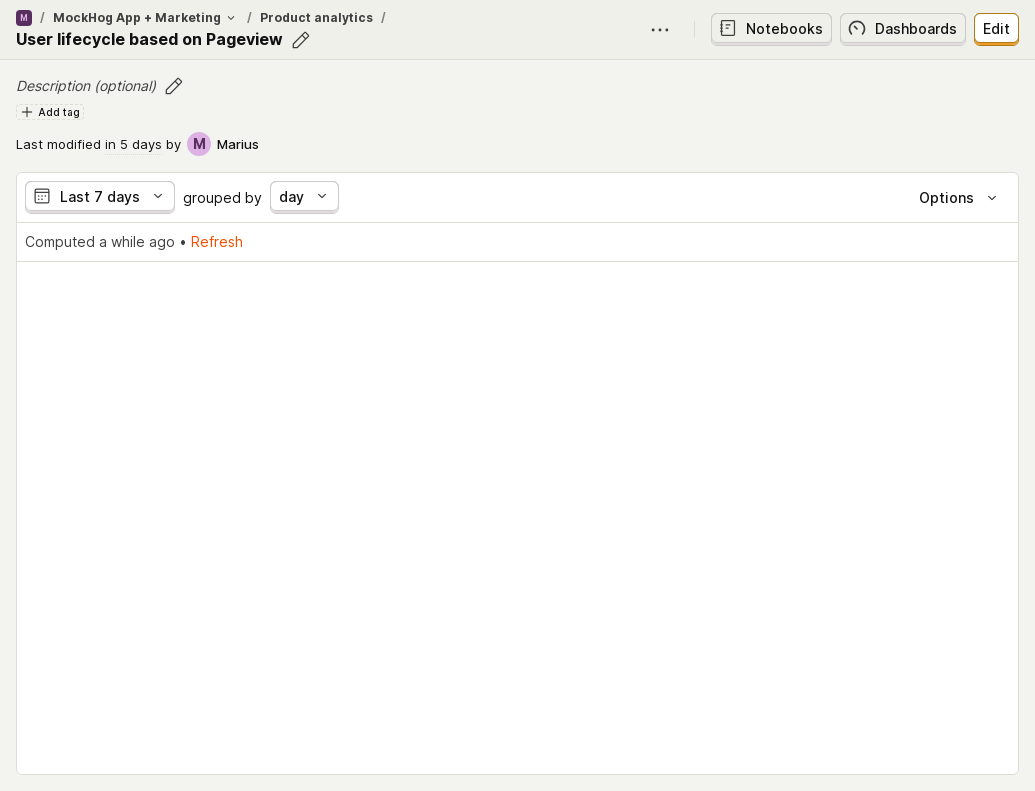 M / MockHog App + Marketing / Product analytics /
User lifecycle based on Pageview
Notebooks
Dashboards
Edit
Description (optional)
Add tag
Last modified in 5 days by M Marius
Last 7 days grouped by day
Options
Computed a while ago • Refresh